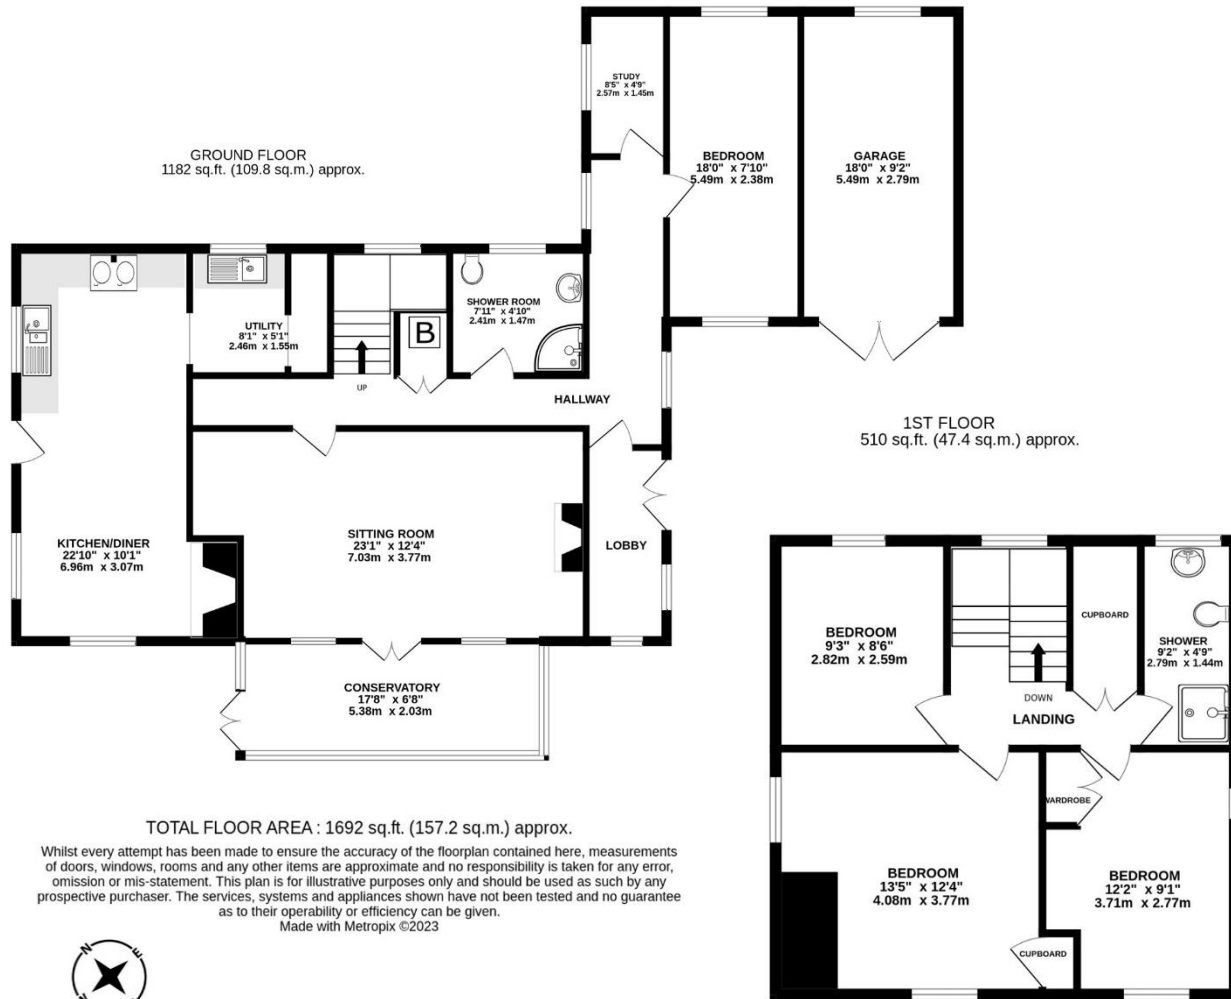 GROUND FLOOR
1182 sq.ft. (109.8 sq.m.) approx.
STUDY
8'5" x 4'9"
2.57m x 1.45m
BEDROOM
18'0" x 7'10"
5.49m x 2.38m
GARAGE
18'0" x 9'2"
5.49m x 2.79m
SHOWER ROOM
7'11" x 4'10"
2.41m x 1.47m
UTILITY
8'1" x 5'1"
2.46m x 1.55m
B
UP
HALLWAY
KITCHEN/DINER
22'10" x 10'1"
6.96m x 3.07m
SITTING ROOM
23'1" x 12'4"
7.03m x 3.77m
LOBBY
CONSERVATORY
17'8" x 6'8"
5.38m x 2.03m
1ST FLOOR
510 sq.ft. (47.4 sq.m.) approx.
BEDROOM
9'3" x 8'6"
2.82m x 2.59m
CUPBOARD
SHOWER
9'2" x 4'9"
2.79m x 1.44m
DOWN
LANDING
WARDROBE
BEDROOM
13'5" x 12'4"
4.08m x 3.77m
BEDROOM
12'2" x 9'1"
3.71m x 2.77m
CUPBOARD
TOTAL FLOOR AREA : 1692 sq.ft. (157.2 sq.m.) approx.
Whilst every attempt has been made to ensure the accuracy of the floorplan contained here, measurements
of doors, windows, rooms and any other items are approximate and no responsibility is taken for any error,
omission or mis-statement. This plan is for illustrative purposes only and should be used as such by any
prospective purchaser. The services, systems and appliances shown have not been tested and no guarantee
as to their operability or efficiency can be given.
Made with Metropix ©2023
N
E